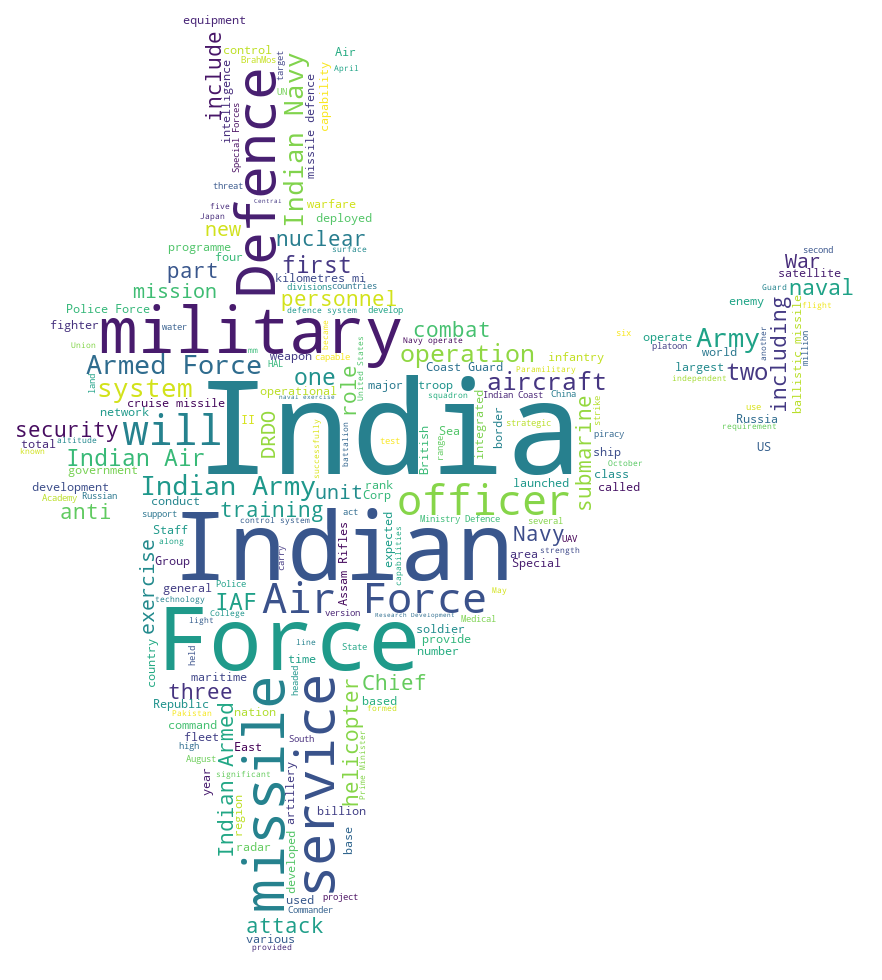 equipment
include
control
BrahMos
target
Air
April
intelligence
Defence
Indian Navy
UN
missile defence
capability
Special Forces
threat
Central
five
Japan
warfare
deployed
new
programme
four
nuclear
surface
part
first
kilometres mi
mission
divisions
countries
personnel
Police Force
defence system
develop
fighter
water
military
became
combat
Navy operate
Union
mm
Armed Force
HAL
weapon
capable
United States
operation
infantry
land
system
one
role
Coast Guard
Paramilitary
aircraft
operational
major
troop
cruise missile
naval exercise
squadron
Indian Coast
China
strike
network
II
India
integrated
border
strategic
security
will
DRDO
successfully
battalion
test
British
range
Sea
submarine
piracy
total
altitude
known
Indian Air
government
ship
October
class
called
development
Academy
Russian
Indian Army
unit
rank
Corp
officer
launched
anti
support
conduct
training
act
Ministry Defence
several
Staff
along
control system
Indian
Navy
UAV
exercise
Group
carry
Assam Rifles
expected
capabilities
area
strength
Special
general
Police
technology
IAF
Air Force
May
College
light
version
Research Development
Medical
Force
soldier
provide
number
country
held
line
State
time
maritime
headed
three
missile
service
Chief
Republic
Pakistan
nation
helicopter
Prime Minister
based
formed
command
fleet
Indian Armed
high
East
South
August
significant
year
region
artillery
billion
radar
developed
base
used
project
Commander
attack
various
provided
second
War
satellite
Guard
naval
flight
enemy
including
ballistic missile
six
operate
platoon
Army
world
another
million
largest
independent
two
use
requirement
Russia
US